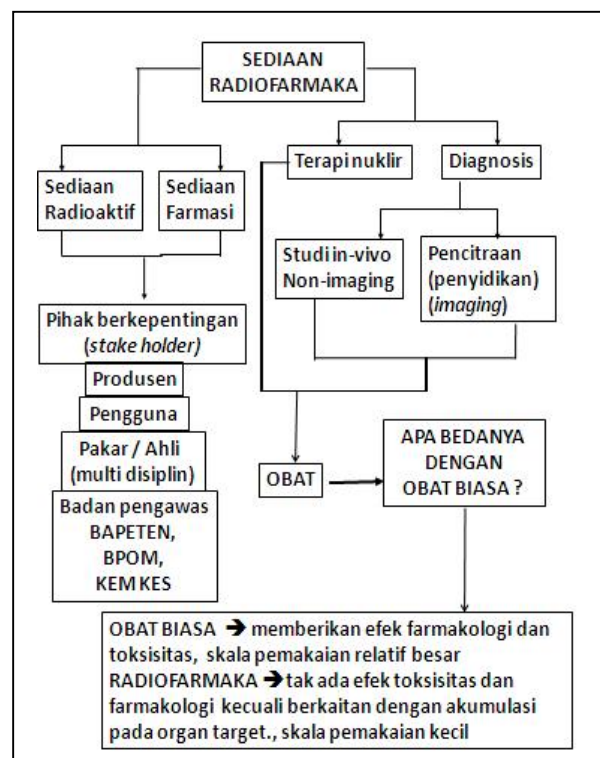 SEDIAAN
RADIOFARMAKA
Terapi nuklir
Diagnosis
Sediaan
Radioaktif
Sediaan
Farmasi
Studi in-vivo
Non-imaging
Pencitraan
(penyidikan)
(imaging)
Pihak berkepentingan
(stake holder)
Produsen
Pengguna
Pakar / Ahli
(multi disiplin)
Badan pengawas
BAPETEN,
BPOM,
KEM KES
OBAT
APA BEDANYA
DENGAN
OBAT BIASA ?
OBAT BIASA ➔ memberikan efek farmakologi dan
toksisitas, skala pemakaian relatif besar
RADIOFARMAKA ➔ tak ada efek toksisitas dan
farmakologi kecuali berkaitan dengan akumulasi
pada organ target., skala pemakaian kecil